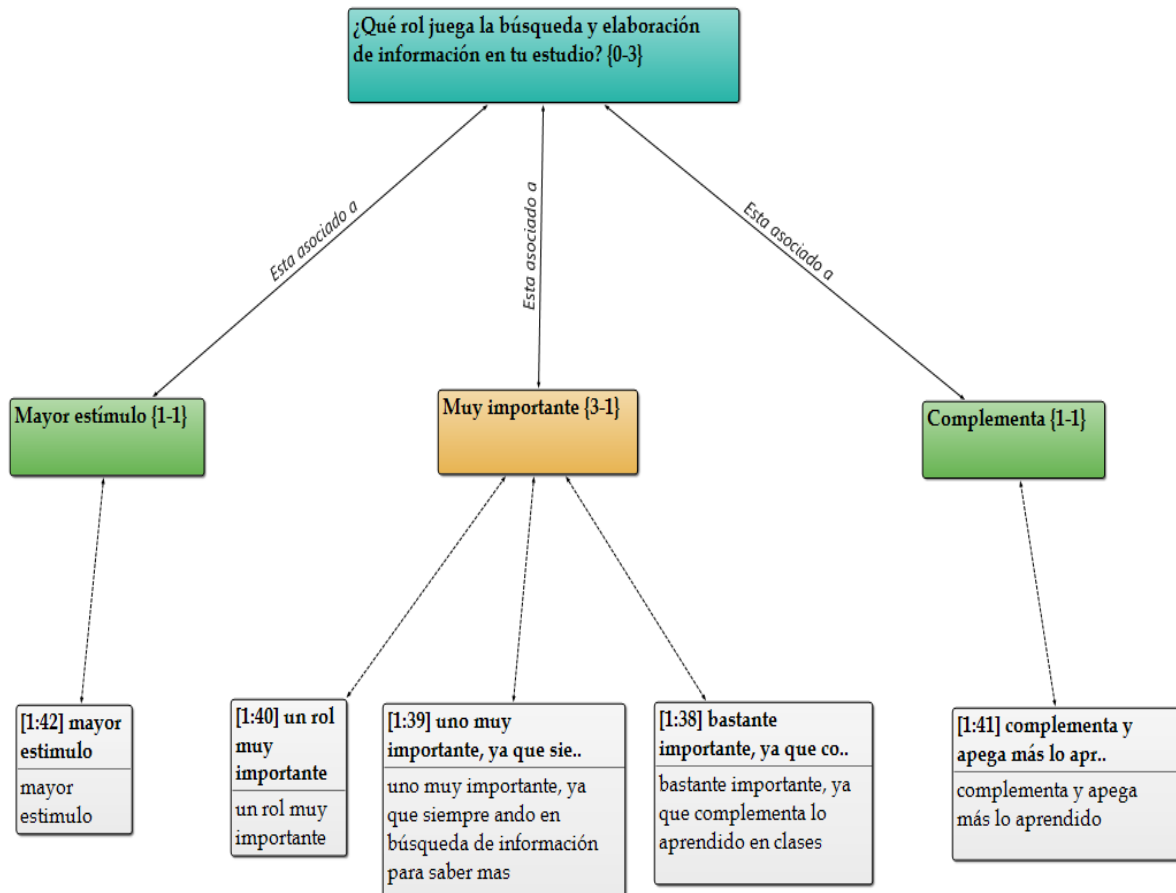 ¿Qué rol juega la búsqueda y elaboración
de información en tu estudio? {0-3}
Esta asociado a
Esta asociado a
Esta asociado a
Mayor estímulo {1-1}
Muy importante {3-1}
Complementa {1-1}
[1:42] mayor
estimulo
mayor
estimulo
[1:40] un rol
muy
importante
un rol muy
importante
[1:39] uno muy
importante, ya que sie..
uno muy importante, ya
que siempre ando en
búsqueda de información
para saber mas
[1:38] bastante
importante, ya que co..
bastante importante, ya
que complementa lo
aprendido en clases
[1:41] complementa y
apega más lo apr..
complementa y apega
más lo aprendido